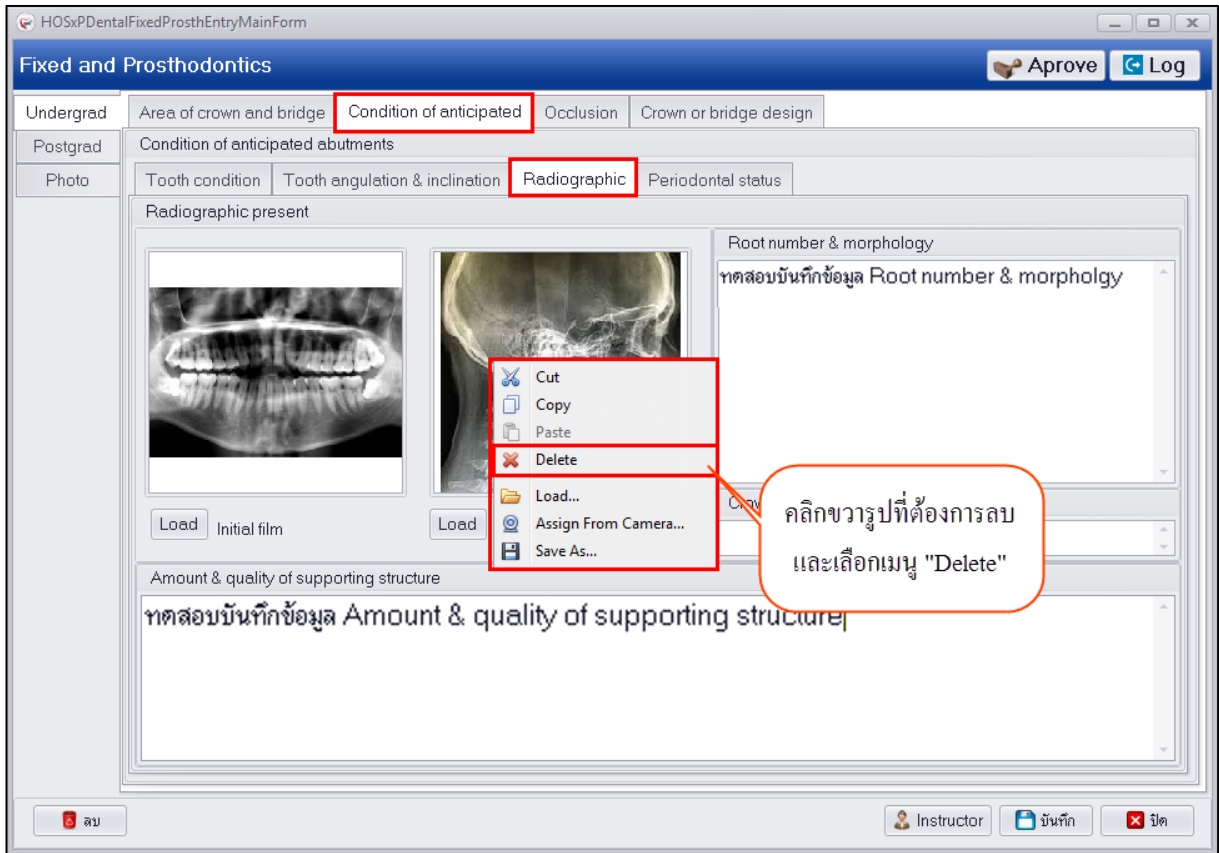 HOSxPDentalFixedProsthEntryMainForm
Fixed and Prosthodontics
Aprove
Log
Undergrad
Postgrad
Photo
Area of crown and bridge
Condition of anticipated
Occlusion
Crown or bridge design
Condition of anticipated abutments
Tooth condition
Tooth angulation & inclination
Radiographic
Periodontal status
Radiographic present
Root number & morphology
ทดสอบบันทึกข้อมูล Root number & morpholgy
Cut
Copy
Paste
Delete
Load...
Assign From Camera...
Save As...
Load
Initial film
Load
คลิกขวารูปที่ต้องการลบ
และเลือกเมนู "Delete"
Amount & quality of supporting structure
ทดสอบบันทึกข้อมูล Amount & quality of supporting structure
ลบ
Instructor
บันทึก
ปิด